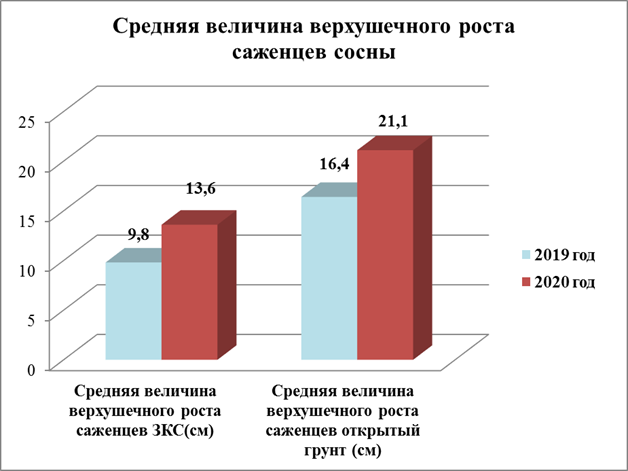 Средняя величина верхушечного роста
саженцев сосны
25
20
15
10
5
0
9,8
13,6
16,4
21,1
2019 год
2020 год
Средняя величина
верхушечного роста
саженцев ЗКС(см)
Средняя величина
верхушечного роста
саженцев открытый
грунт (см)